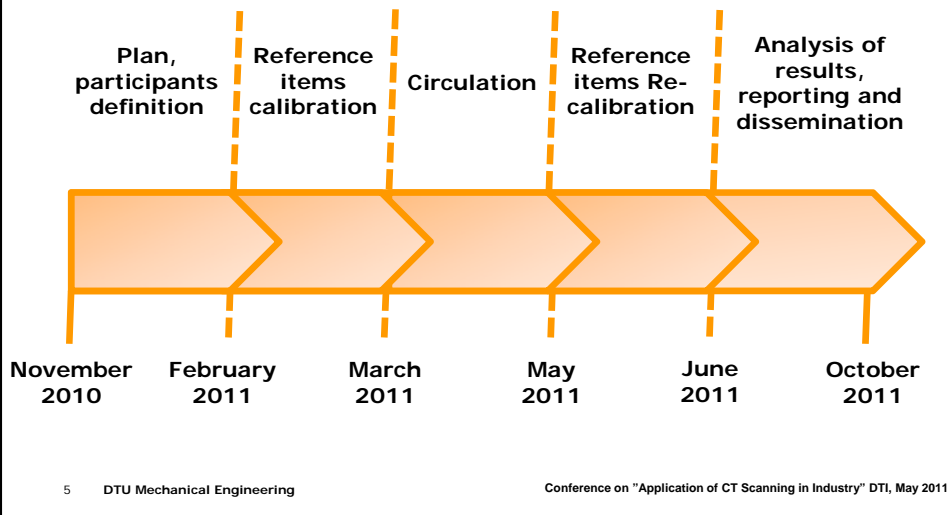 Plan,
participants
definition
Reference
items
calibration
Circulation
Reference
items Re-
calibration
Analysis of
results,
reporting and
dissemination
November
2010
February
2011
March
2011
May
2011
June
2011
October
2011
5 DTU Mechanical Engineering
Conference on ”Application of CT Scanning in Industry” DTI, May 2011